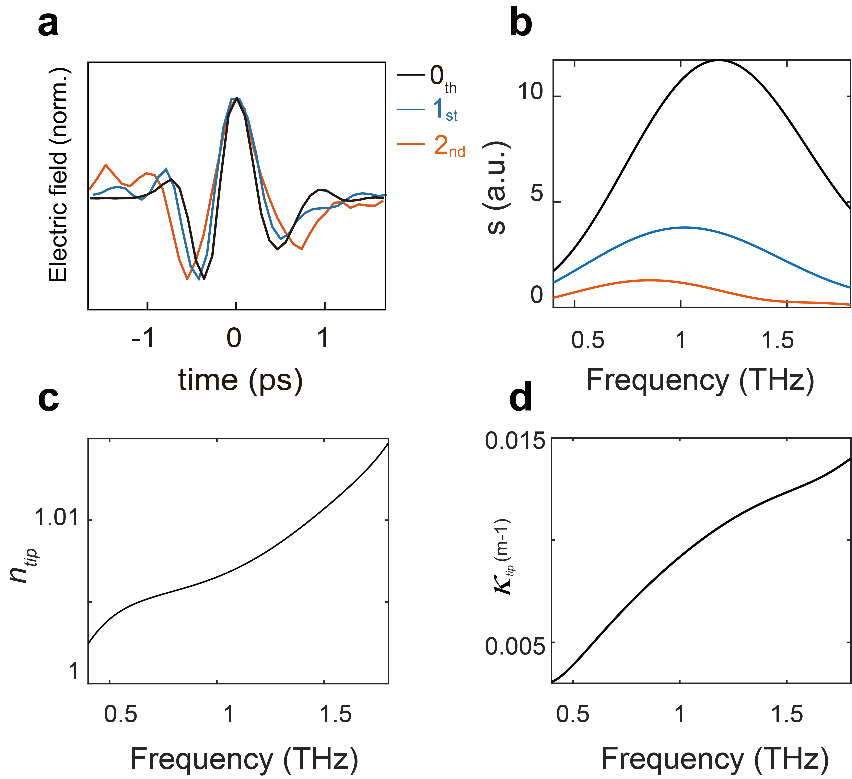 a
Electric field (norm.)
-1
0
1
time (ps)
0th
1st
2nd
b
s (a.u.)
10
5
0
0.5
1
1.5
Frequency (THz)
c
ntip
1.01
1
0.5
1
1.5
Frequency (THz)
d
κtip (m-1)
0.015
0.005
0.5
1
1.5
Frequency (THz)